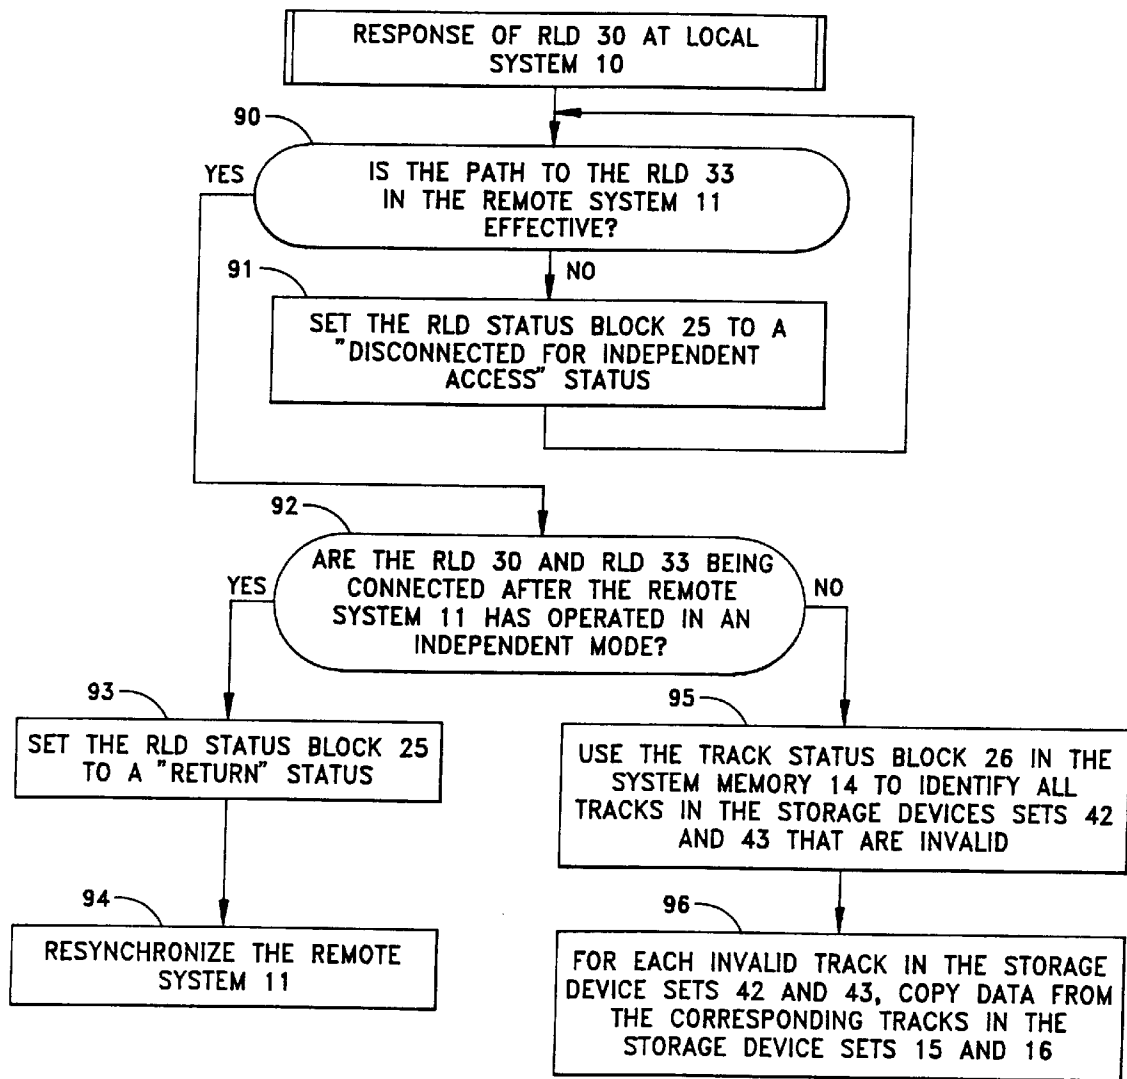 RESPONSE OF RLD 30 AT LOCAL
SYSTEM 10
90
YES
IS THE PATH TO THE RLD 33
IN THE REMOTE SYSTEM 11
EFFECTIVE?
NO
91
SET THE RLD STATUS BLOCK 25 TO A
"DISCONNECTED FOR INDEPENDENT
ACCESS" STATUS
92
ARE THE RLD 30 AND RLD 33 BEING
CONNECTED AFTER THE REMOTE
SYSTEM 11 HAS OPERATED IN AN
INDEPENDENT MODE?
YES
NO
93
SET THE RLD STATUS BLOCK 25
TO A "RETURN" STATUS
95
USE THE TRACK STATUS BLOCK 26 IN THE
SYSTEM MEMORY 14 TO IDENTIFY ALL
TRACKS IN THE STORAGE DEVICES SETS 42
AND 43 THAT ARE INVALID
94
RESYNCHRONIZE THE REMOTE
SYSTEM 11
96
FOR EACH INVALID TRACK IN THE STORAGE
DEVICE SETS 42 AND 43, COPY DATA FROM
THE CORRESPONDING TRACKS IN THE
STORAGE DEVICE SETS 15 AND 16